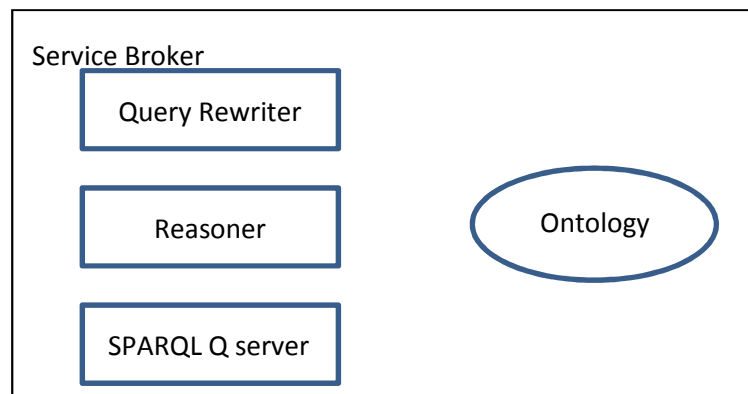 Service Broker
Query Rewriter
Reasoner
Ontology
SPARQL Q server